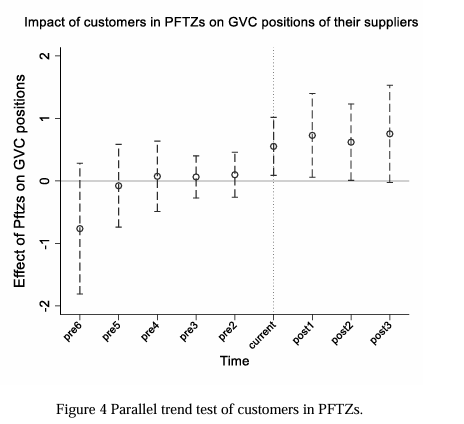 Impact of customers in PFTZs on GVC positions of their suppliers
Effect of Pftzs on GVC positions
2
1
0
-1
-2
pre6
pre5
pre4
pre3
pre2
current
post1
post2
post3
Time
Figure 4 Parallel trend test of customers in PFTZs.